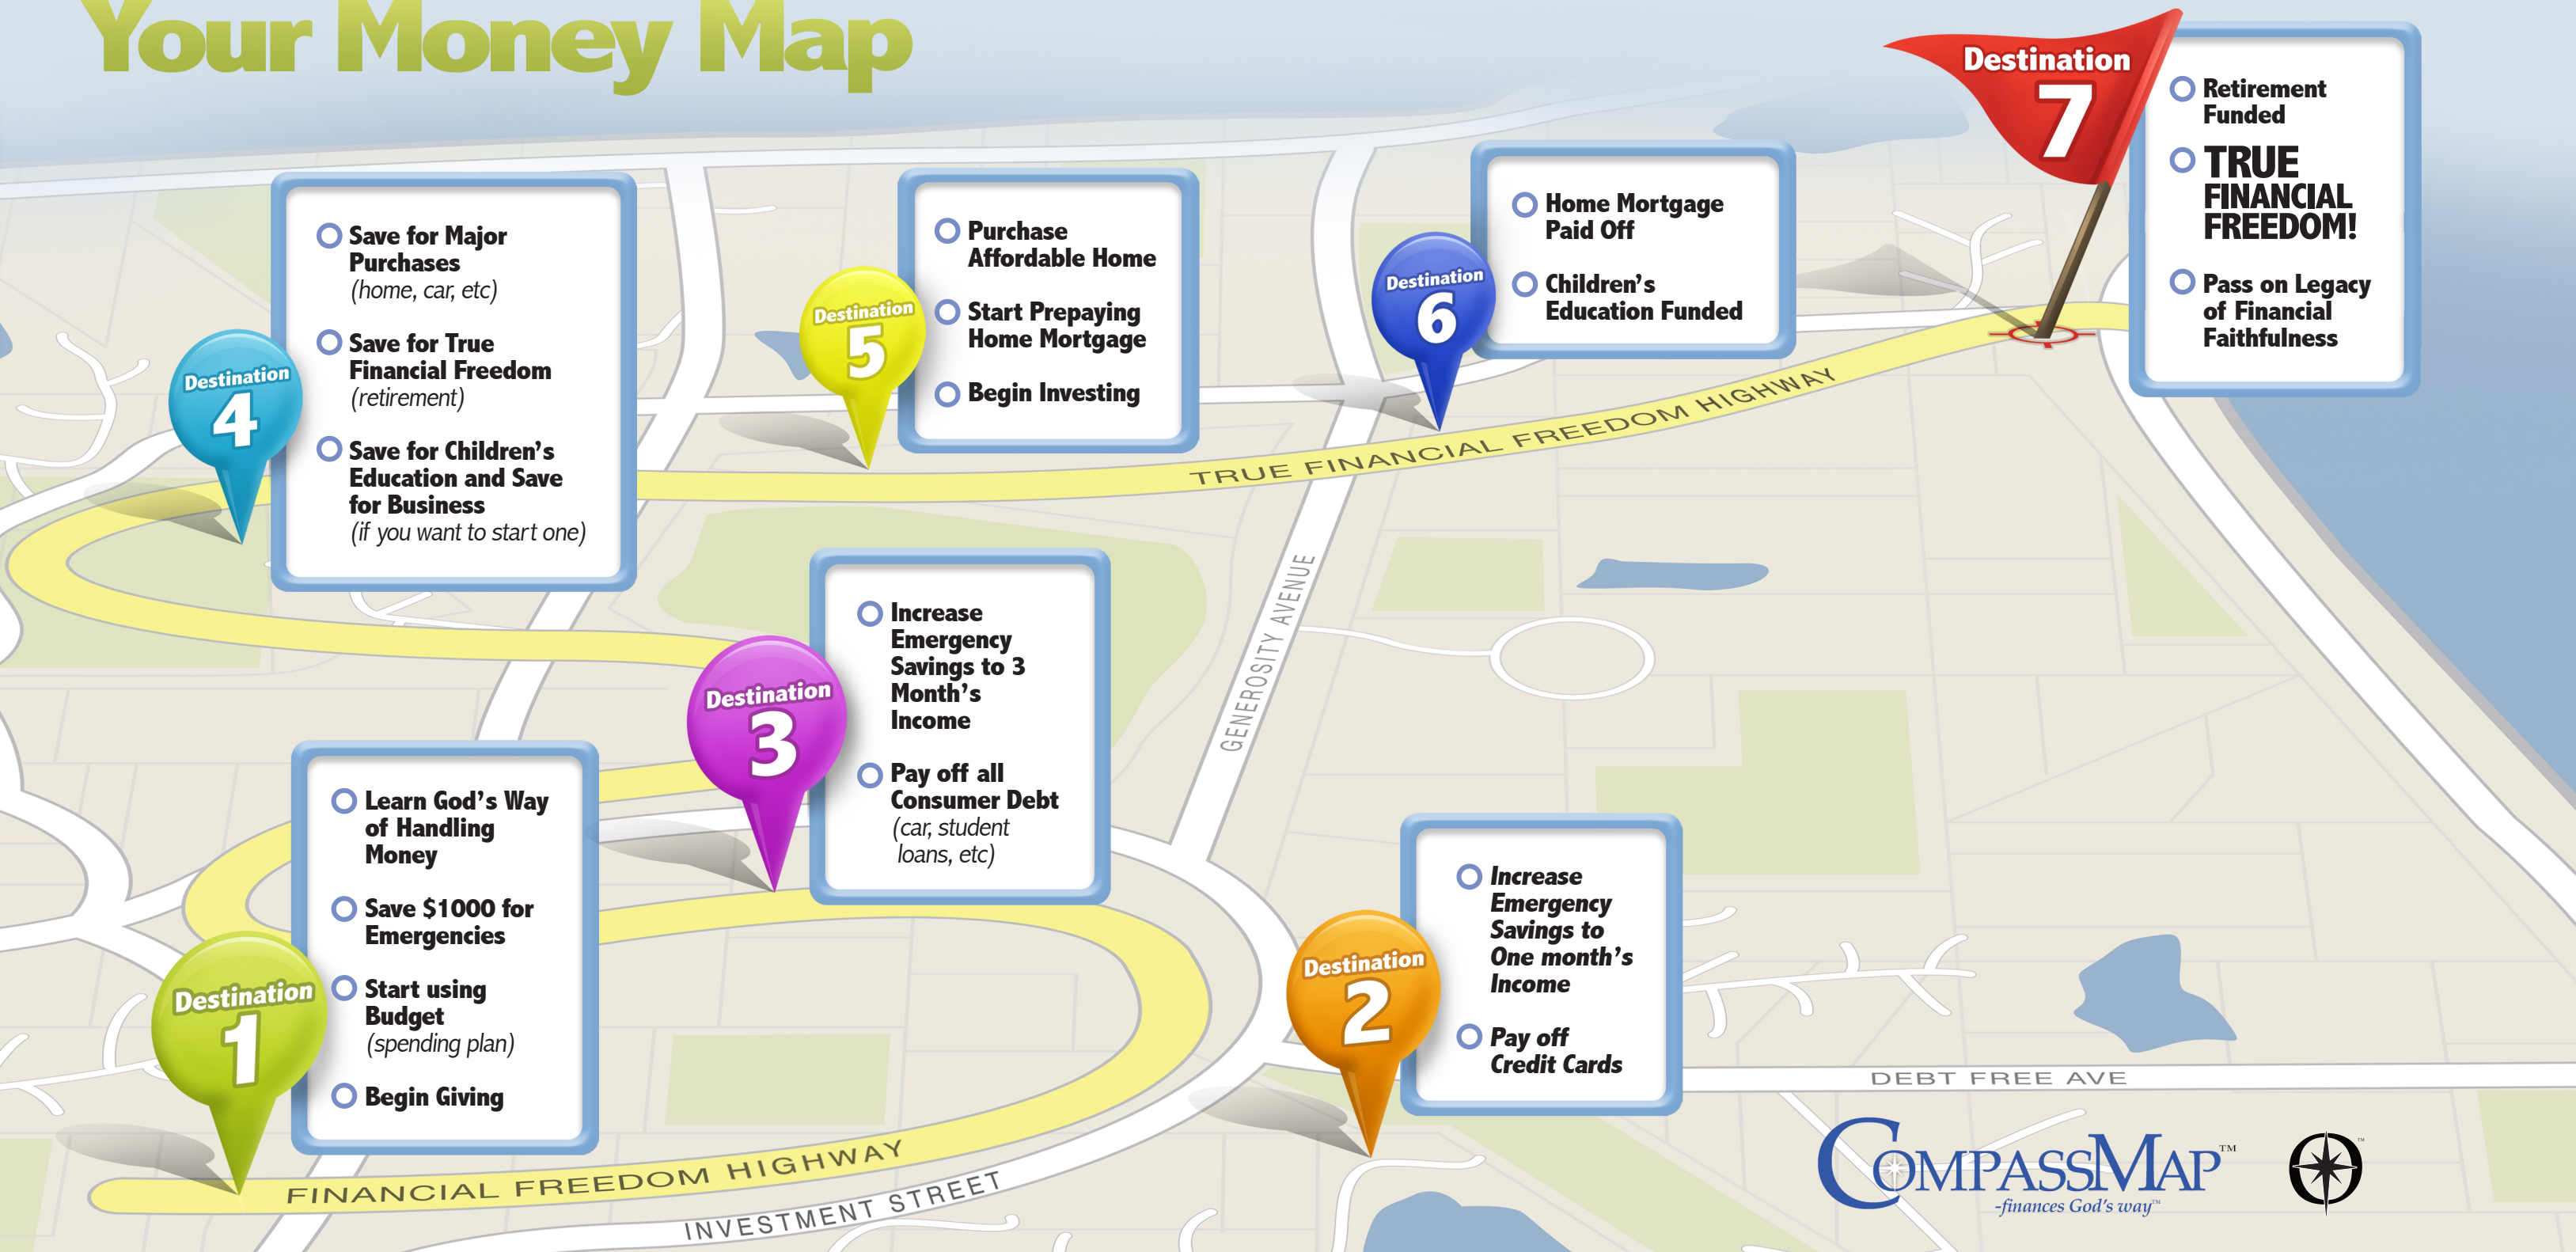 Your Money Map
Destination
7
Retirement
Funded
TRUE
FINANCIAL
FREEDOM!
Pass on Legacy
of Financial
Faithfulness
Destination
4
Save for Major
Purchases
(home, car, etc)
Save for True
Financial Freedom
(retirement)
Save for Children's
Education and Save
for Business
(if you want to start one)
Destination
5
Purchase
Affordable Home
Start Prepaying
Home Mortgage
Begin Investing
Destination
6
Home Mortgage
Paid Off
Children's
Education Funded
TRUE FINANCIAL FREEDOM HIGHWAY
GENEROSITY AVENUE
Destination
3
Increase
Emergency
Savings to 3
Month's
Income
Pay off all
Consumer Debt
(car, student
loans, etc)
Destination
1
Learn God's Way
of Handling
Money
Save $1000 for
Emergencies
Start using
Budget
(spending plan)
Begin Giving
Destination
2
Increase
Emergency
Savings to
One month's
Income
Pay off
Credit Cards
DEBT FREE AVE
FINANCIAL FREEDOM HIGHWAY
INVESTMENT STREET
COMPASSMAP™
-finances God's way™
™